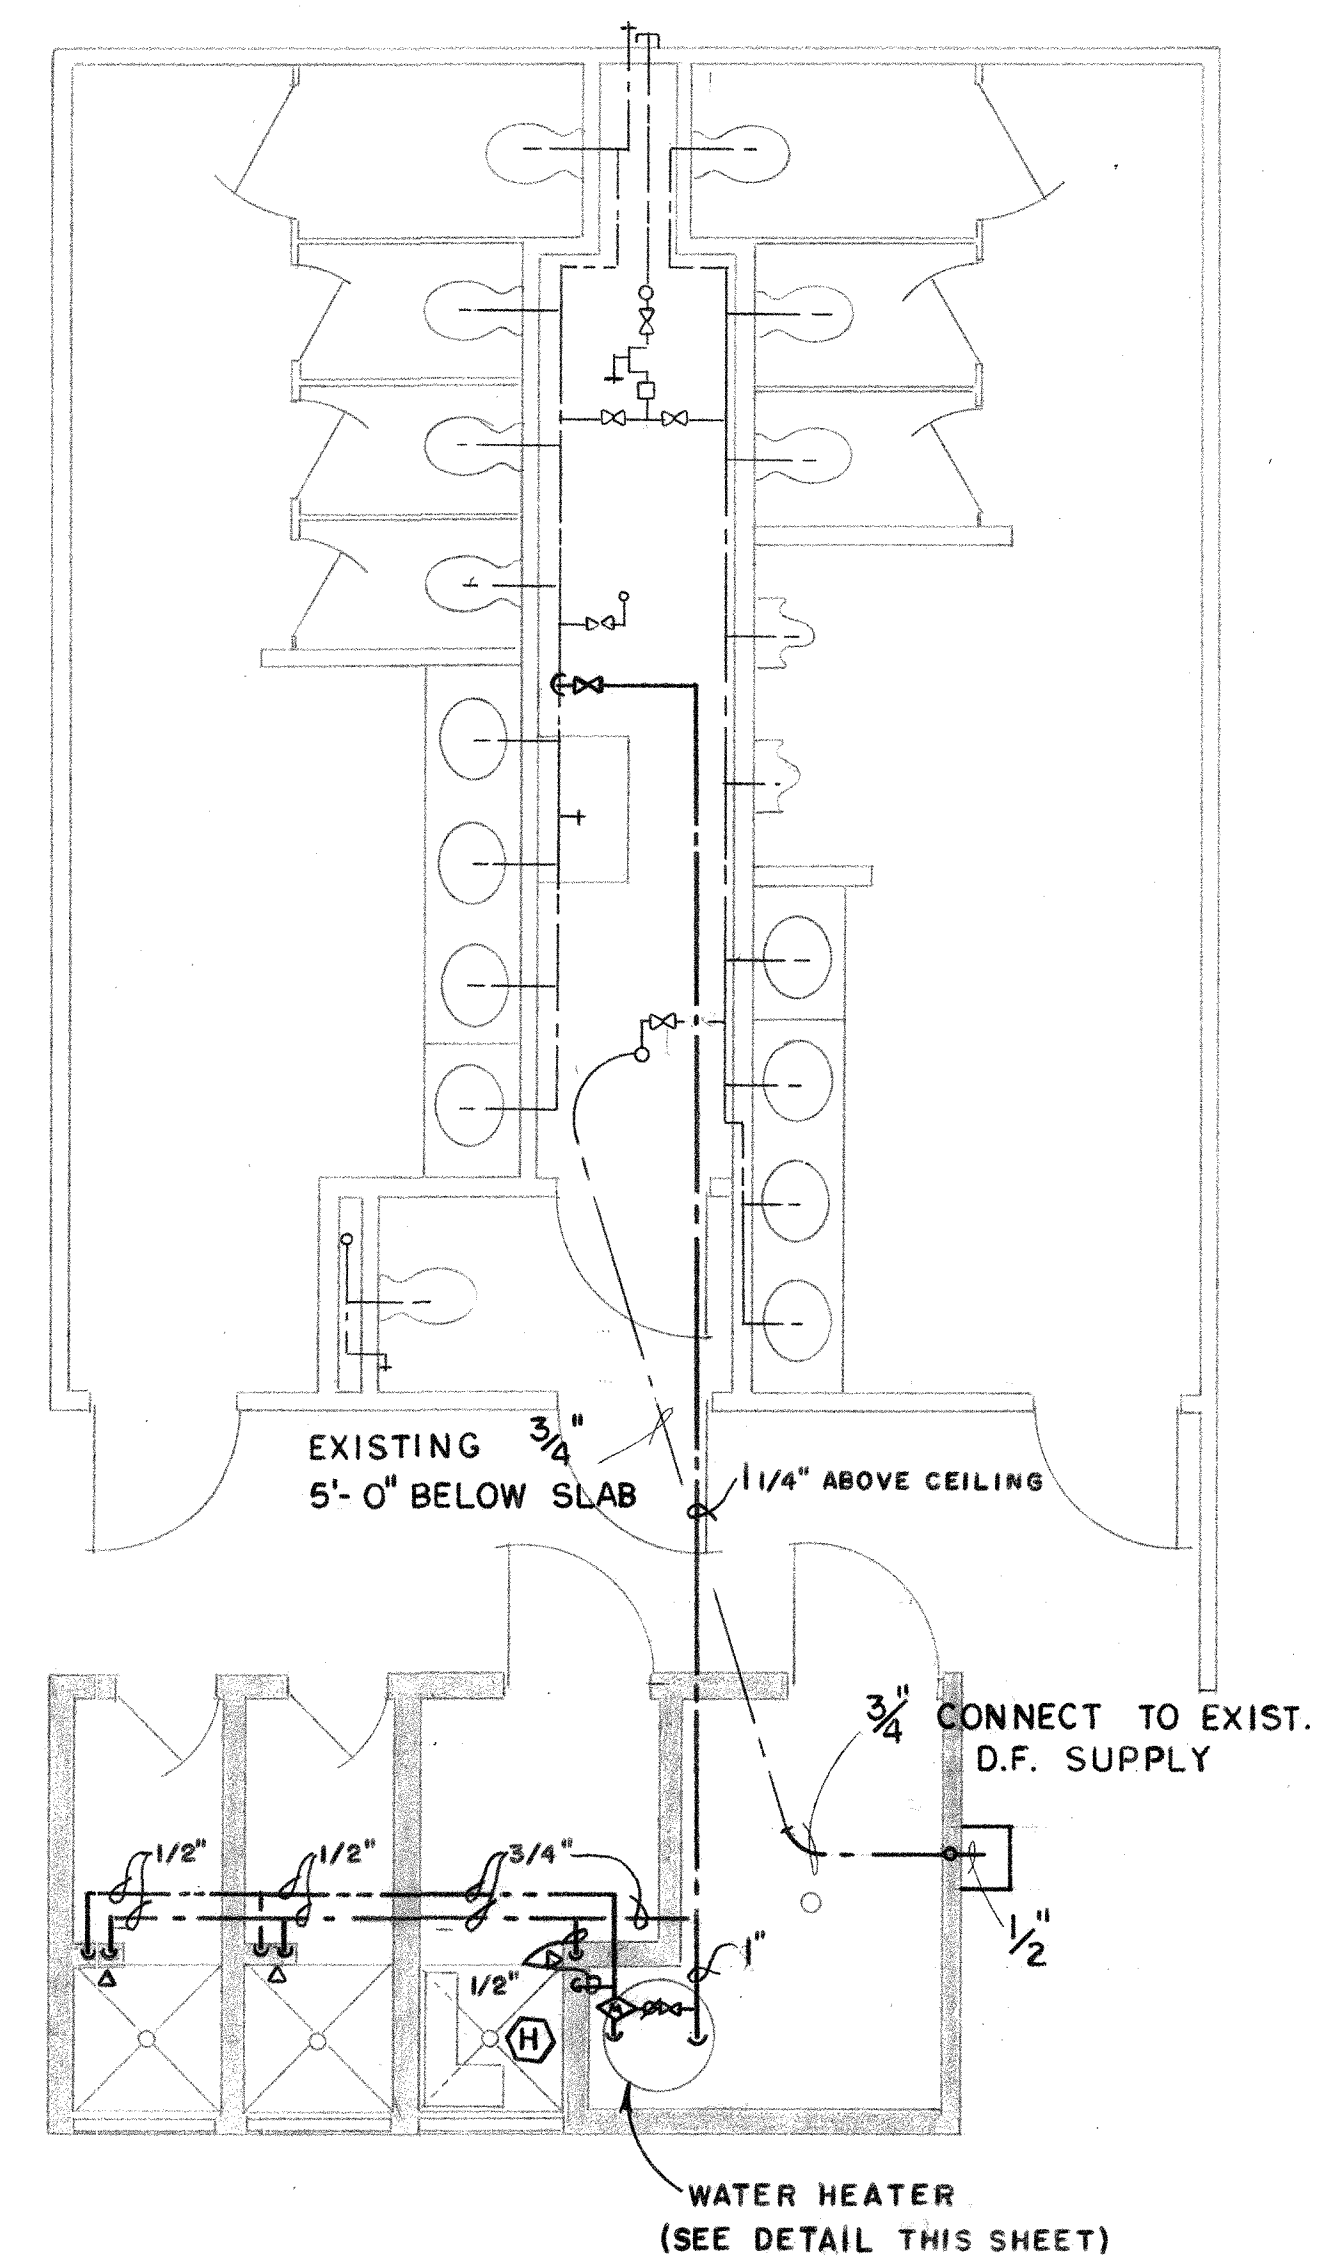 EXISTING 3/4"
5'-0" BELOW SLAB
1 1/4" ABOVE CEILING
3/4" CONNECT TO EXIST.
D.F. SUPPLY
1/2"
1/2"
3/4"
1/2"
1"
1/2"
H
WATER HEATER
(SEE DETAIL THIS SHEET)